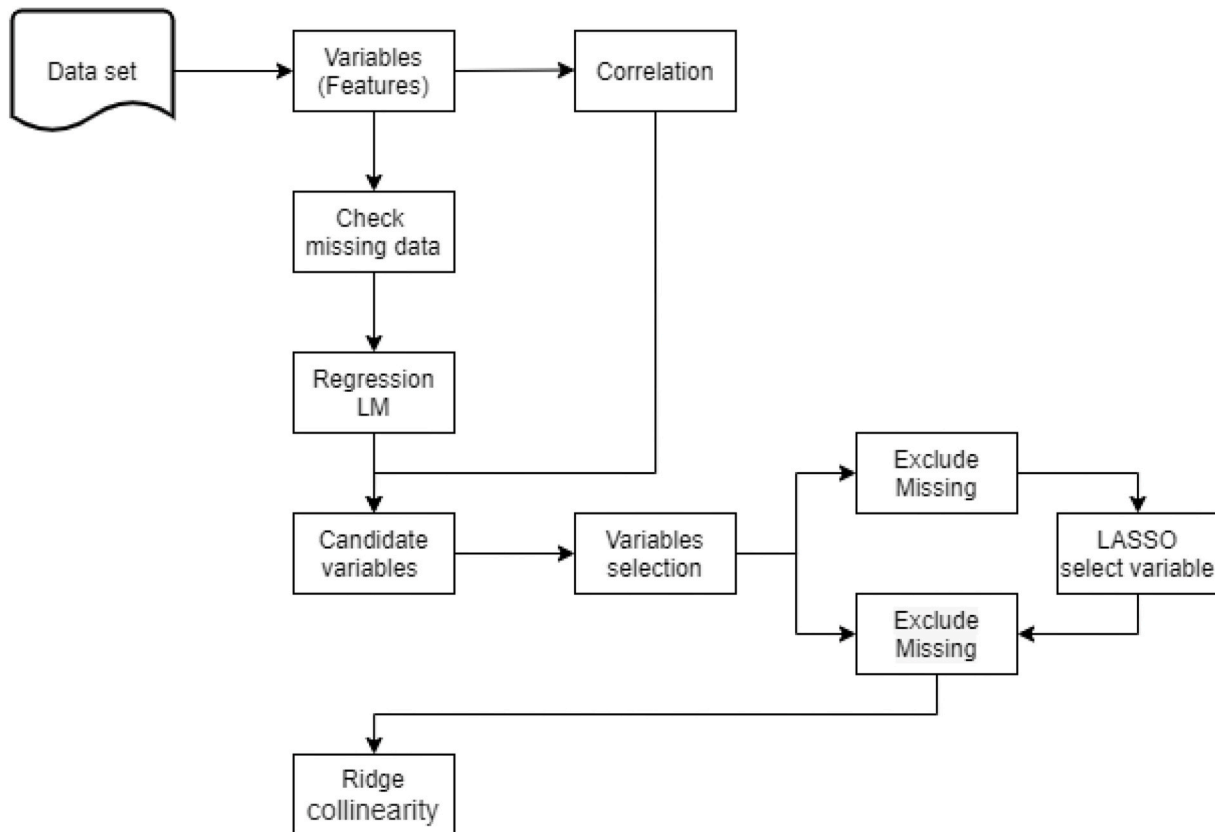 Data set
Variables
(Features)
Correlation
Check
missing data
Regression
LM
Candidate
variables
Variables
selection
Exclude
Missing
LASSO
select variable
Exclude
Missing
Ridge
collinearity